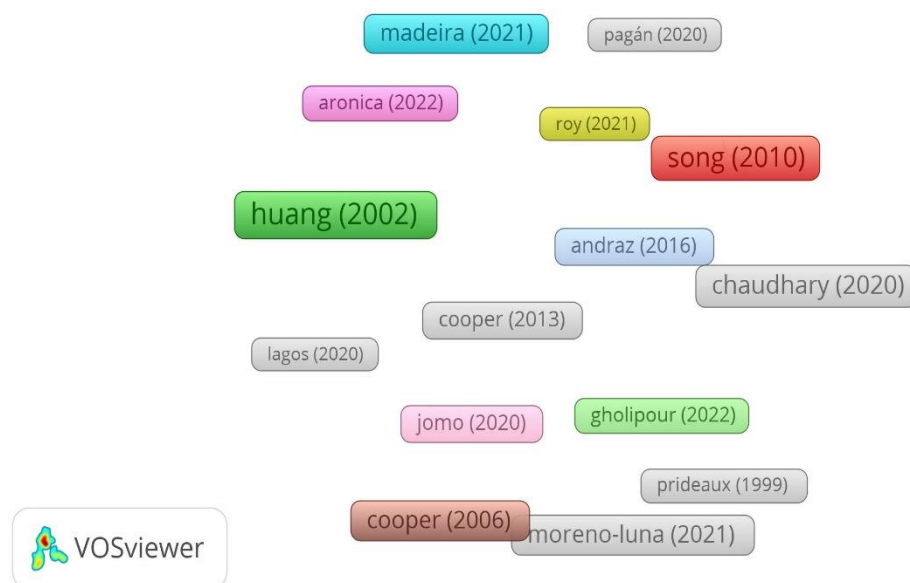 madeira (2021)
pagán (2020)
aronica (2022)
roy (2021)
song (2010)
huang (2002)
andraz (2016)
chaudhary (2020)
cooper (2013)
lagos (2020)
jomo (2020)
gholipour (2022)
prideaux (1999)
cooper (2006)
moreno-luna (2021)
VOSviewer